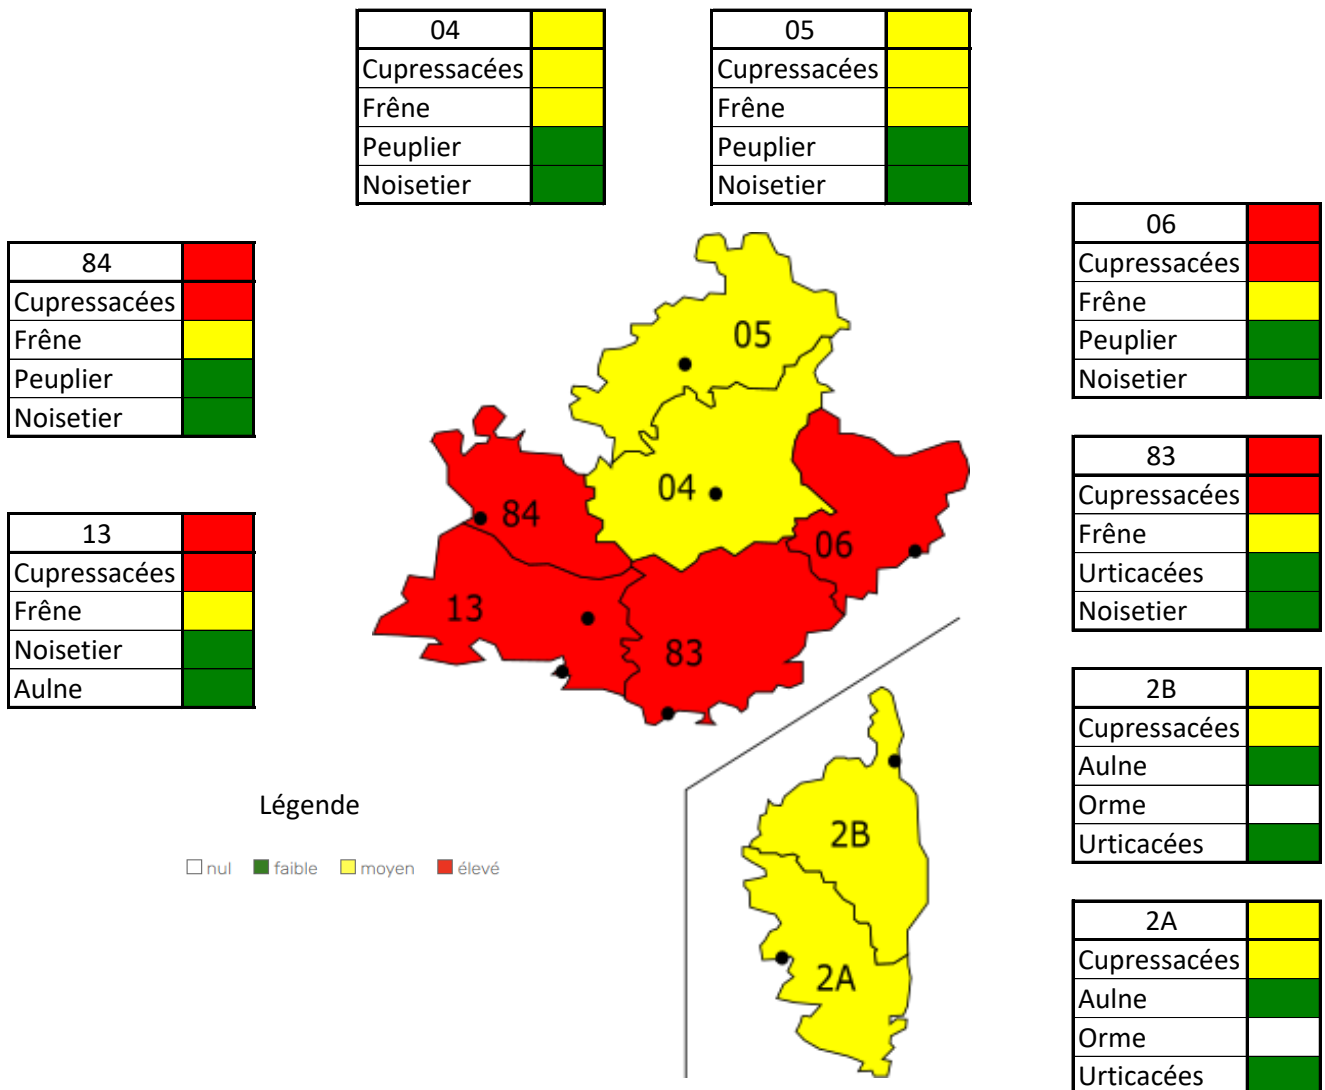 04
Cupressacées
Frêne
Peuplier
Noisetier
05
Cupressacées
Frêne
Peuplier
Noisetier
84
Cupressacées
Frêne
Peuplier
Noisetier
13
Cupressacées
Frêne
Noisetier
Aulne
05
04
84
06
13
83
2B
2A
06
Cupressacées
Frêne
Peuplier
Noisetier
83
Cupressacées
Frêne
Urticacées
Noisetier
2B
Cupressacées
Aulne
Orme
Urticacées
2A
Cupressacées
Aulne
Orme
Urticacées
Légende
nul faible moyen élevé